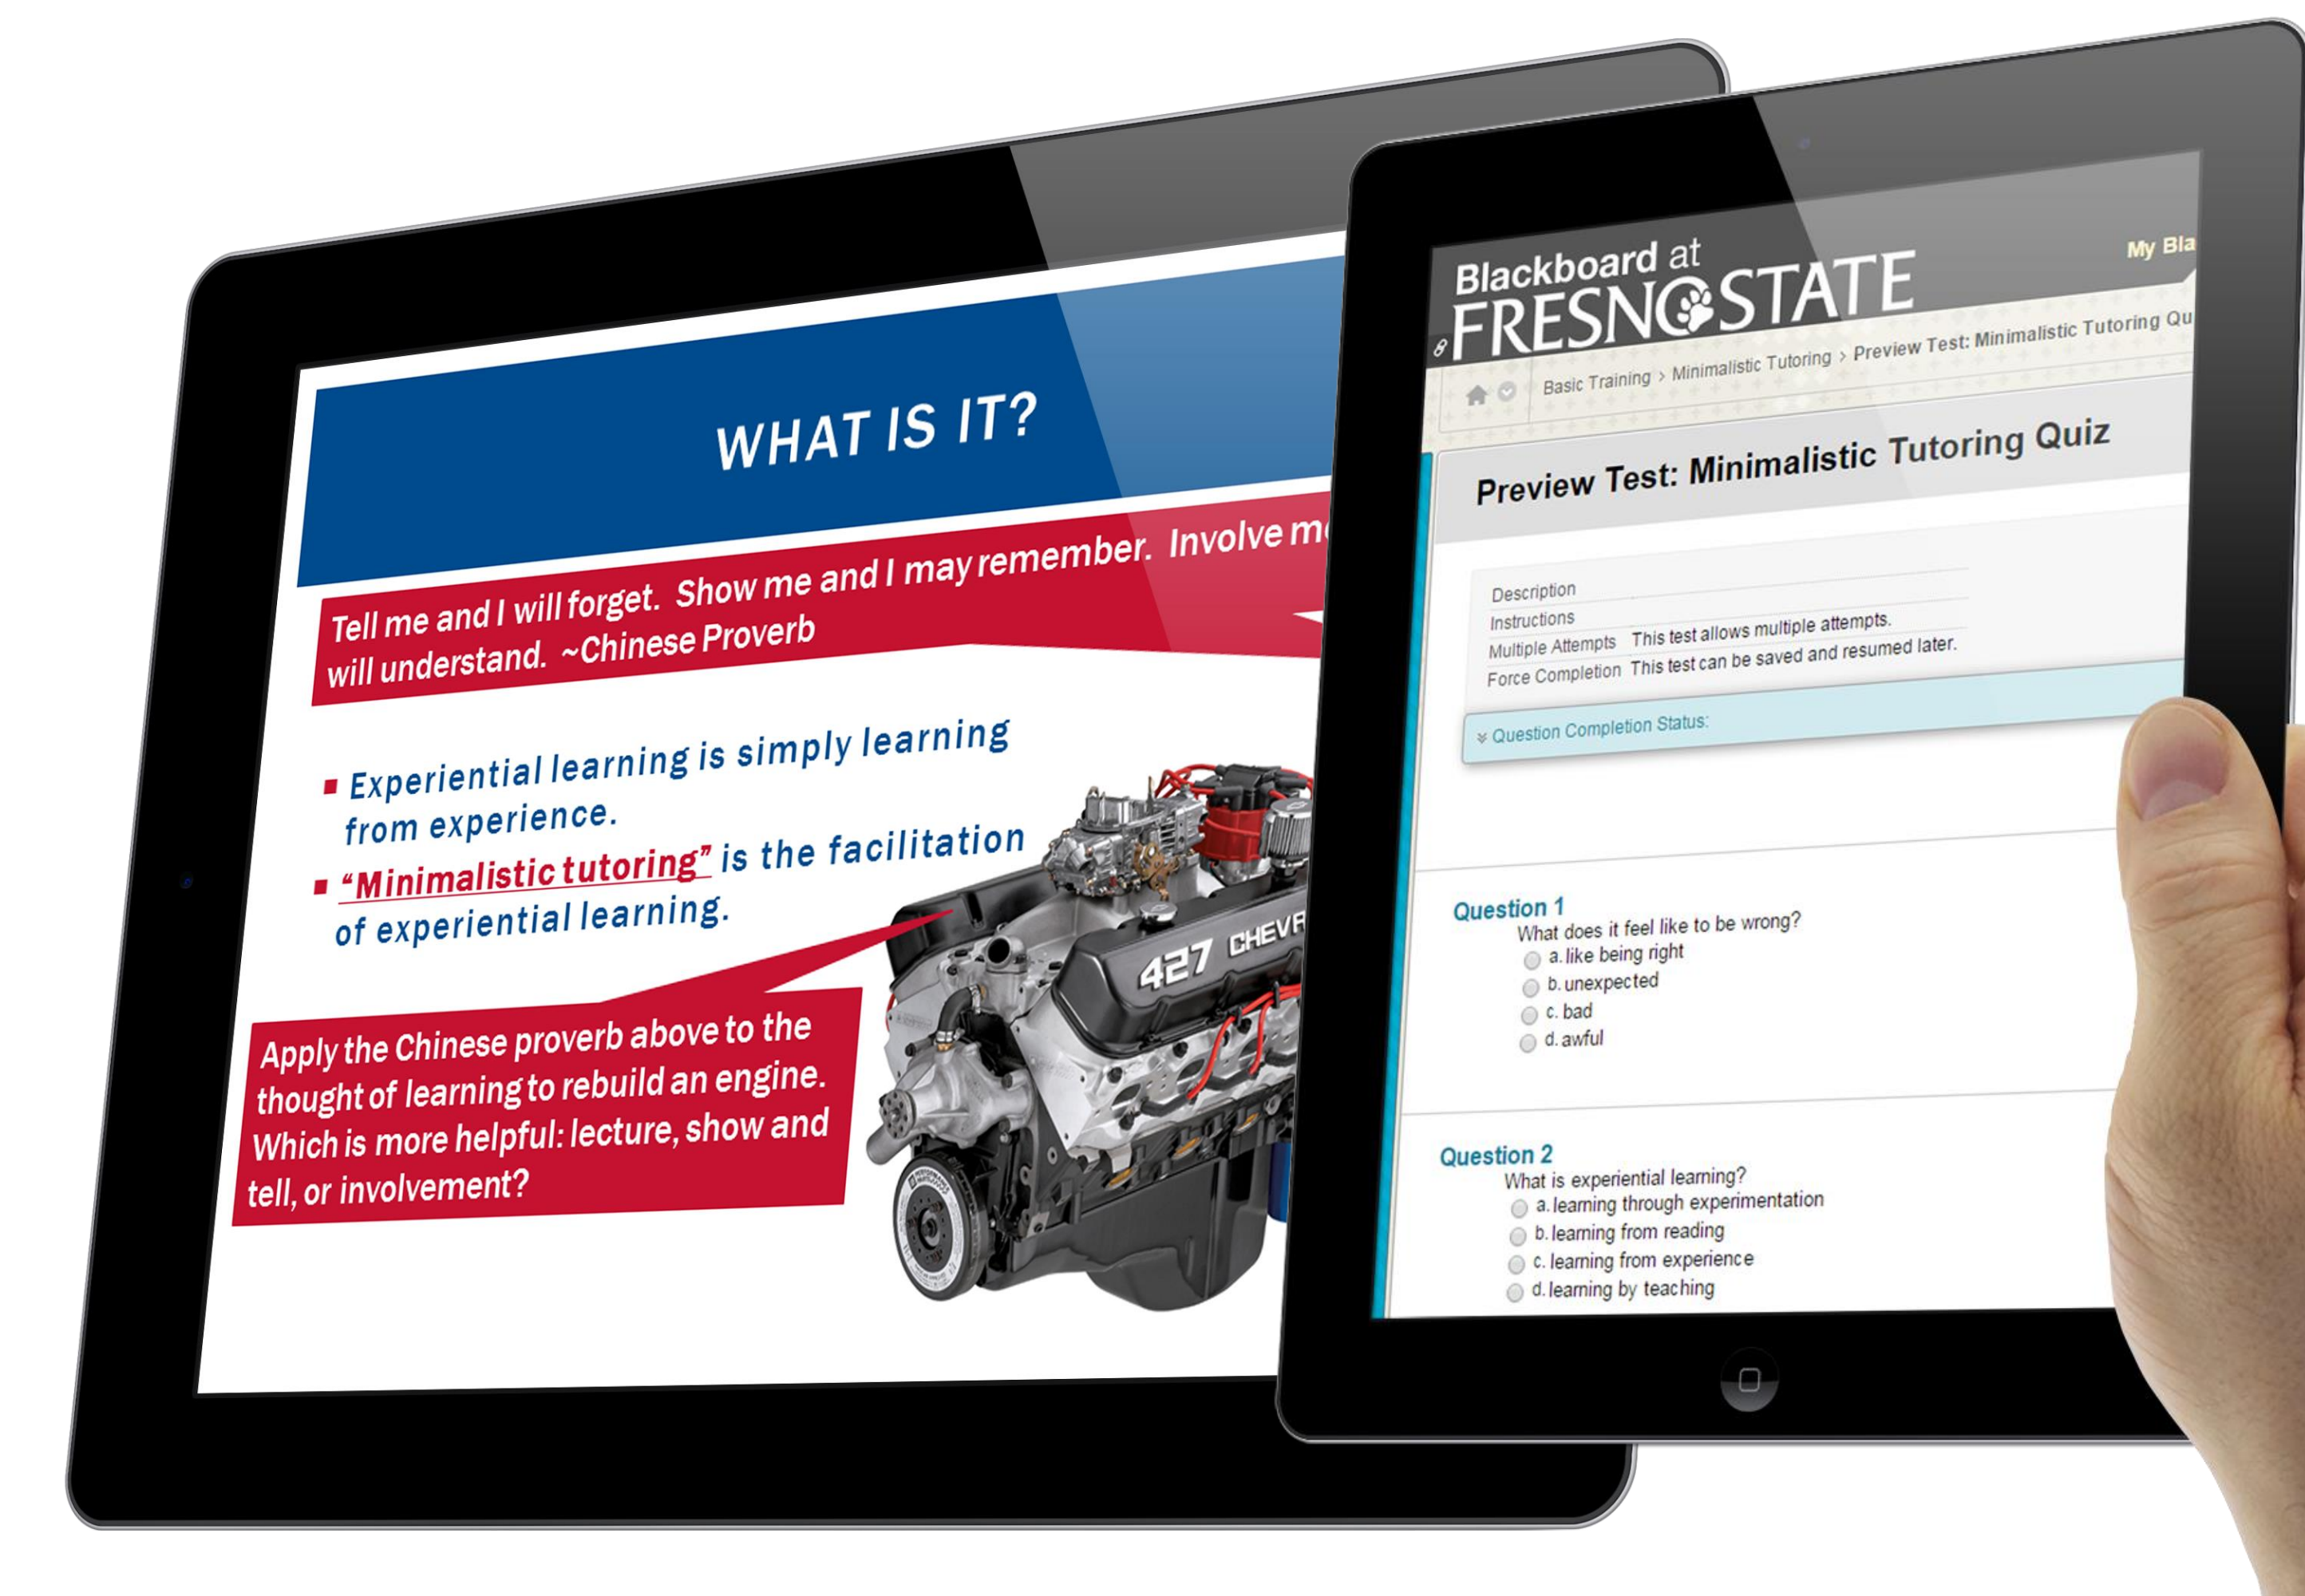 WHAT IS IT?
Tell me and I will forget. Show me and I may remember. Involve m
will understand. ~Chinese Proverb
▪ Experiential learning is simply learning
from experience.
▪ “Minimalistic tutoring” is the facilitation
of experiential learning.
Apply the Chinese proverb above to the
thought of learning to rebuild an engine.
Which is more helpful: lecture, show and
tell, or involvement?
427 CHEVR
Blackboard at
FRESNO STATE
My Bla
Basic Training > Minimalistic Tutoring > Preview Test: Minimalistic Tutoring Qu
Preview Test: Minimalistic Tutoring Quiz
Description
Instructions
Multiple Attempts This test allows multiple attempts.
Force Completion This test can be saved and resumed later.
Question Completion Status:
Question 1
What does it feel like to be wrong?
a. like being right
b. unexpected
c. bad
d. awful
Question 2
What is experiential learning?
a. learning through experimentation
b. learning from reading
c. learning from experience
d. learning by teaching